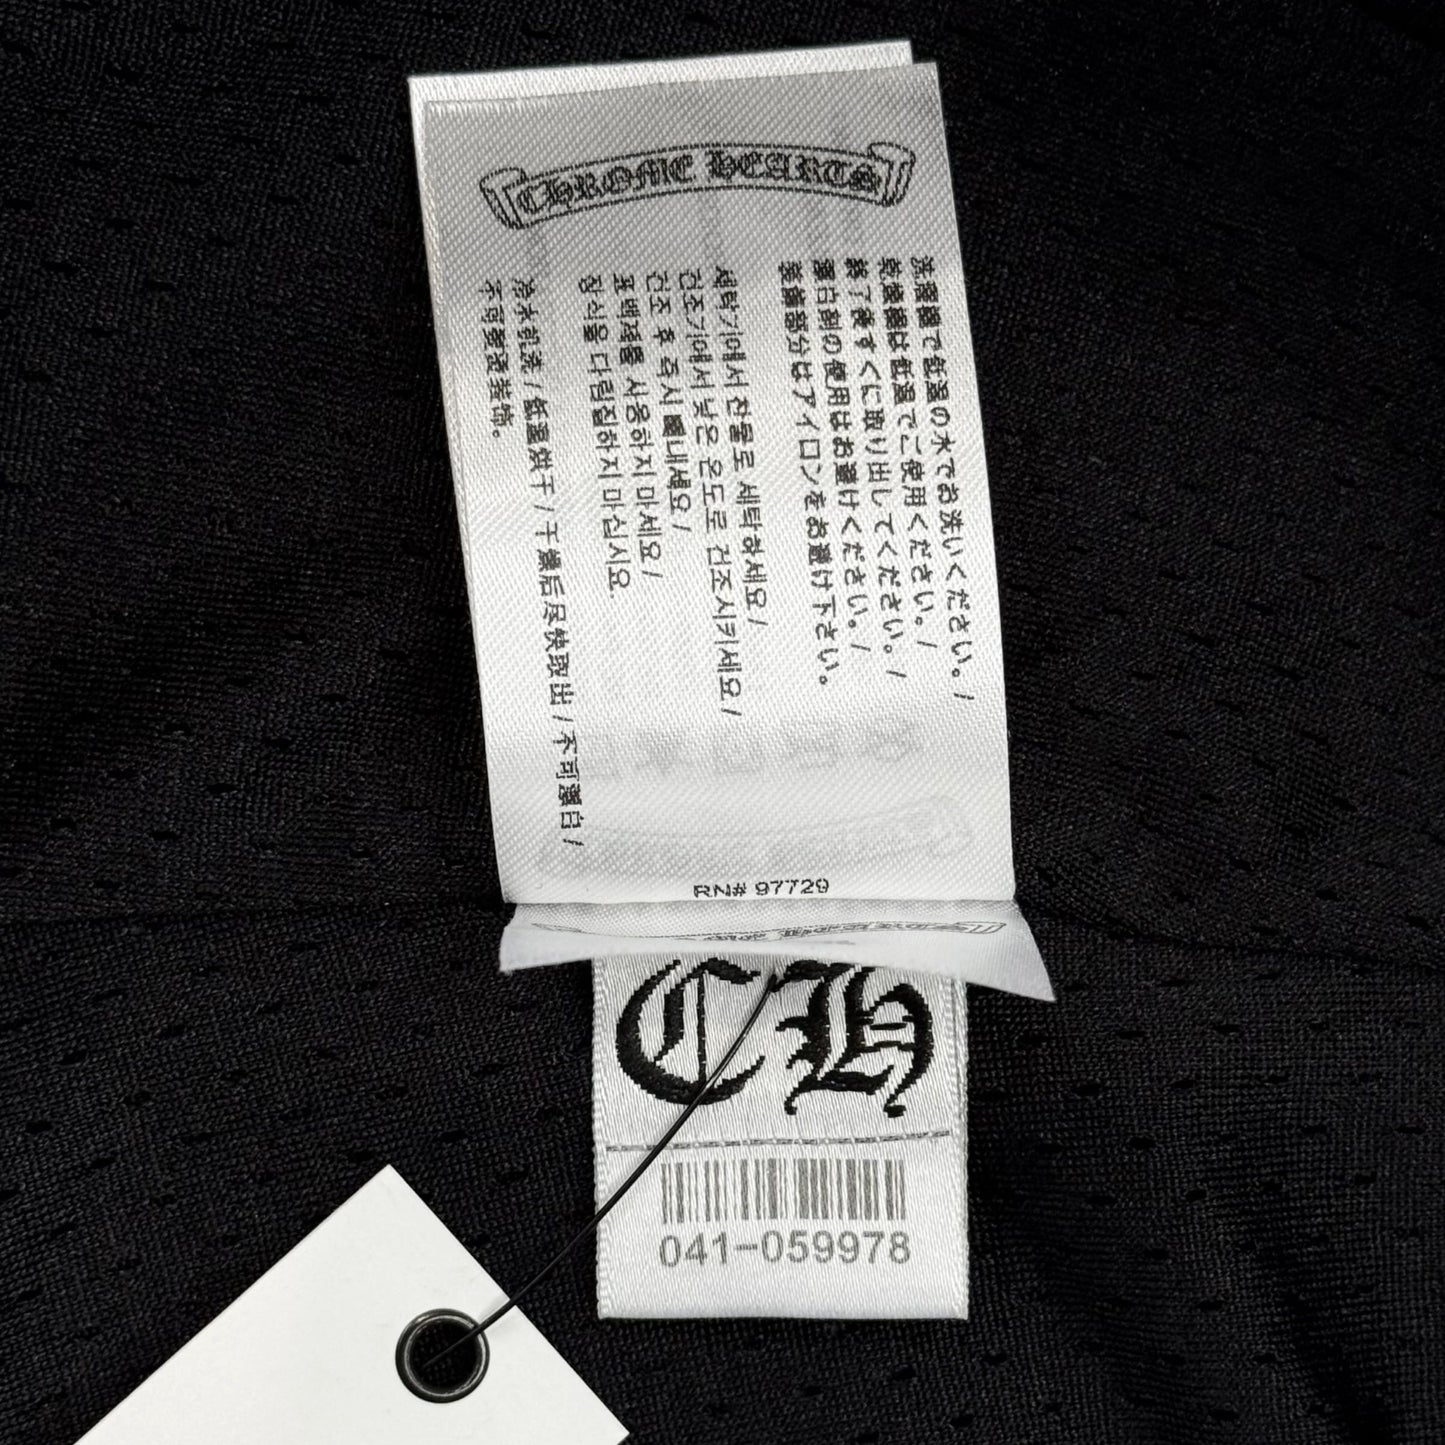 CHROME HEARTS
洗濯機で低温の水でお洗いください。/
乾燥機は低温でご使用ください。/
終了後すぐに取り出してください。/
漂白剤の使用はお避けください。/
装飾部分はアイロンをお避け下さい。
세탁기에서 찬물로 세탁하세요/
건조기에서 낮은 온도로 건조시키세요/
건조 후 즉시 빼내세요/
표백제를 사용하지 마세요/
장식을 다림질하지 마십시요.
冷水机洗 / 低温烘干 / 干燥后尽快取出 / 不可漂白 /
不可熨烫装饰。
RN# 97729
CH
041-059978